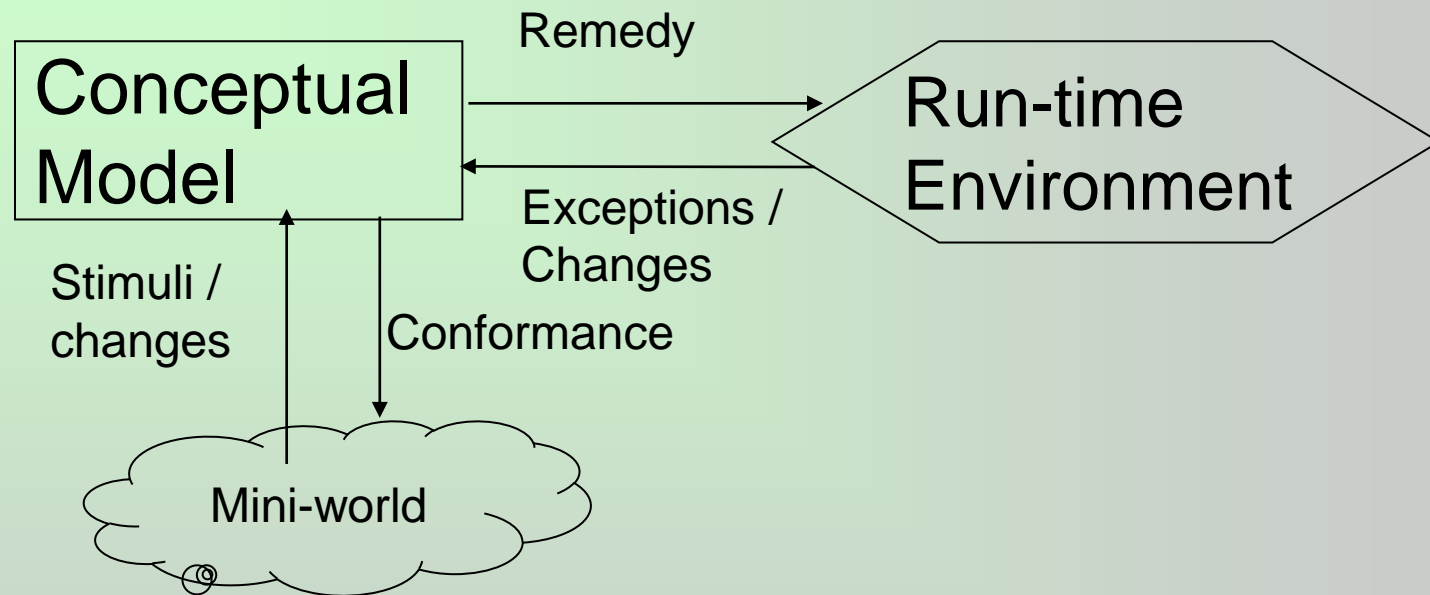 Remedy
Conceptual
Model
Run-time
Environment
Exceptions /
Changes
Stimuli /
changes
Conformance
Mini-world